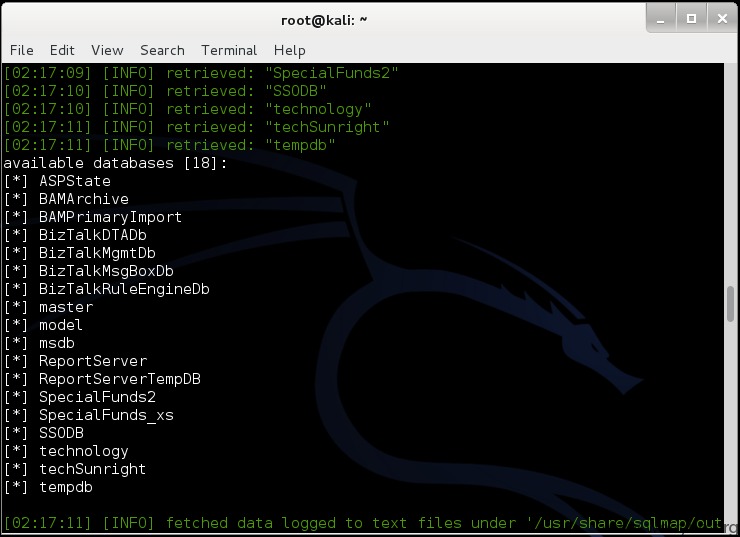 root@kali: ~
File Edit View Search Terminal Help
[02:17:09] [INFO] retrieved: "SpecialFunds2"
[02:17:10] [INFO] retrieved: "SSODB"
[02:17:10] [INFO] retrieved: "technology"
[02:17:11] [INFO] retrieved: "techSunright"
[02:17:11] [INFO] retrieved: "tempdb"
available databases [18]:
[*] ASPState
[*] BAMArchive
[*] BAMPrimaryImport
[*] BizTalkDTADb
[*] BizTalkMgmtDb
[*] BizTalkMsgBoxDb
[*] BizTalkRuleEngineDb
[*] master
[*] model
[*] msdb
[*] ReportServer
[*] ReportServerTempDB
[*] SpecialFunds2
[*] SpecialFunds_xs
[*] SSODB
[*] technology
[*] techSunright
[*] tempdb
[02:17:11] [INFO] fetched data logged to text files under '/usr/share/sqlmap/out